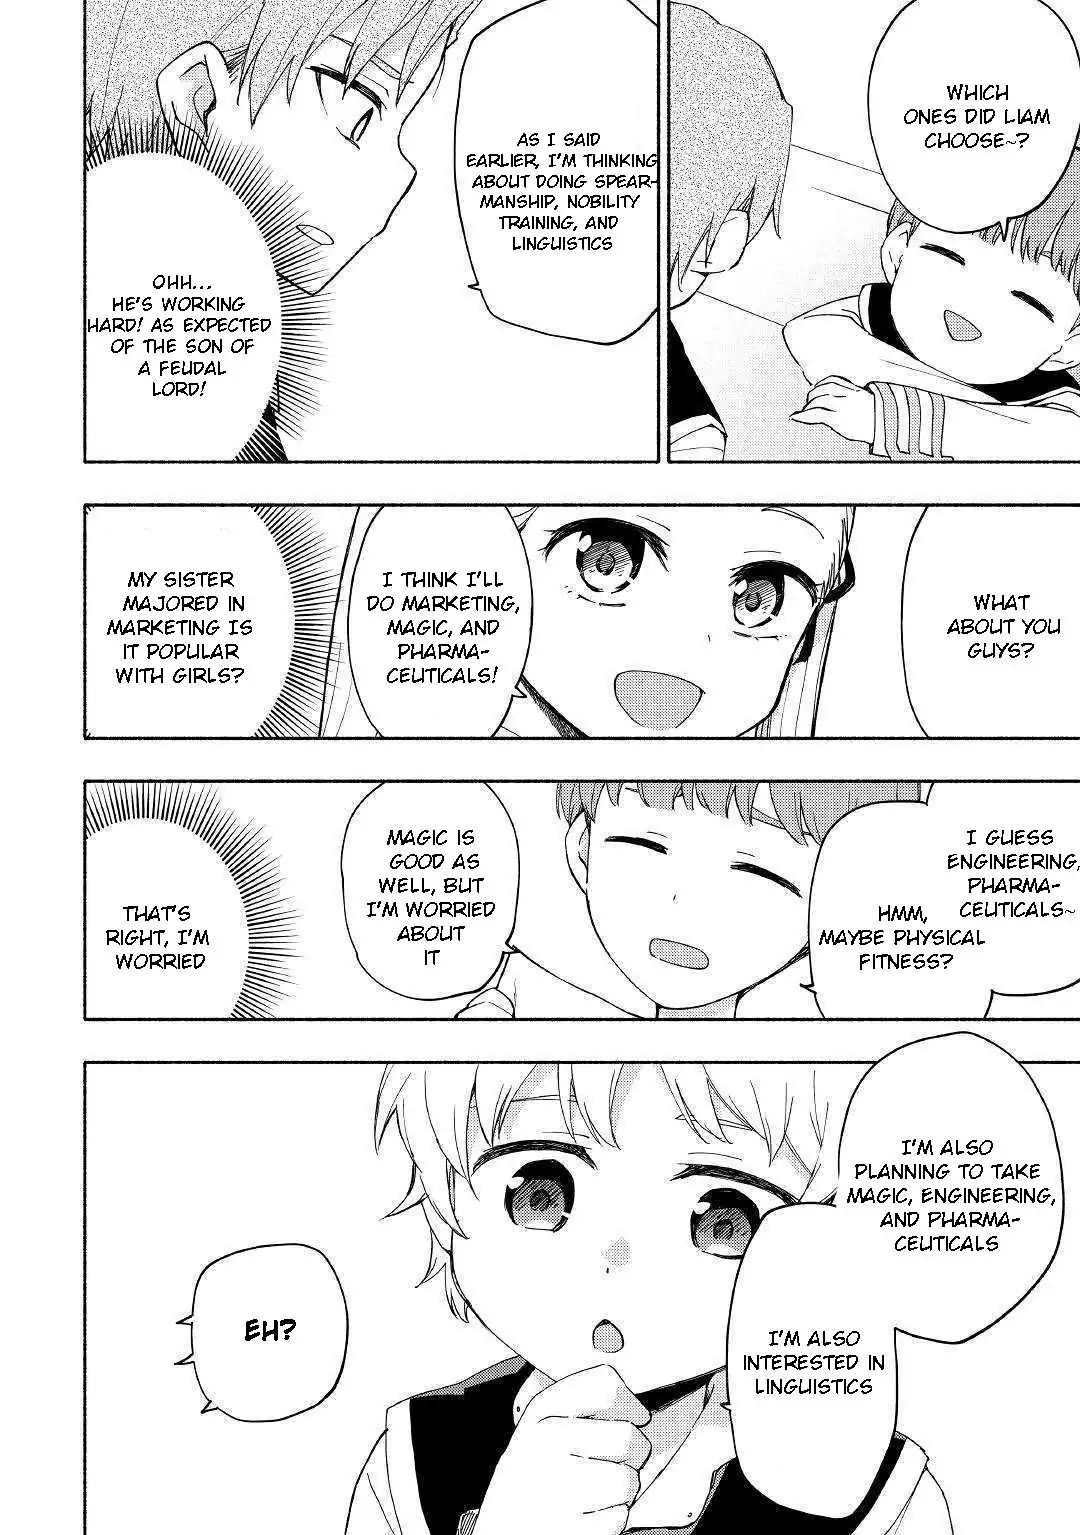 WHICH
ONES DID LIAM
CHOOSE~?
AS I SAID
EARLIER, I'M THINKING
ABOUT DOING SPEAR-
MANSHIP, NOBILITY
TRAINING, AND
LINGUISTICS
OHH...
HE'S WORKING
HARD! AS EXPECTED
OF THE SON OF
A FEUDAL
LORD!
WHAT
ABOUT YOU
GUYS?
I THINK I'LL
DO MARKETING,
MAGIC, AND
PHARMA-
CEUTICALS!
MY SISTER
MAJORED IN
MARKETING IS
IT POPULAR
WITH GIRLS?
I GUESS
ENGINEERING,
PHARMA-
CEUTICALS~
HMM,
MAYBE PHYSICAL
FITNESS?
MAGIC IS
GOOD AS
WELL, BUT
I'M WORRIED
ABOUT
IT
THAT'S
RIGHT, I'M
WORRIED
I'M ALSO
PLANNING TO TAKE
MAGIC, ENGINEERING,
AND PHARMA-
CEUTICALS
I'M ALSO
INTERESTED IN
LINGUISTICS
EH?